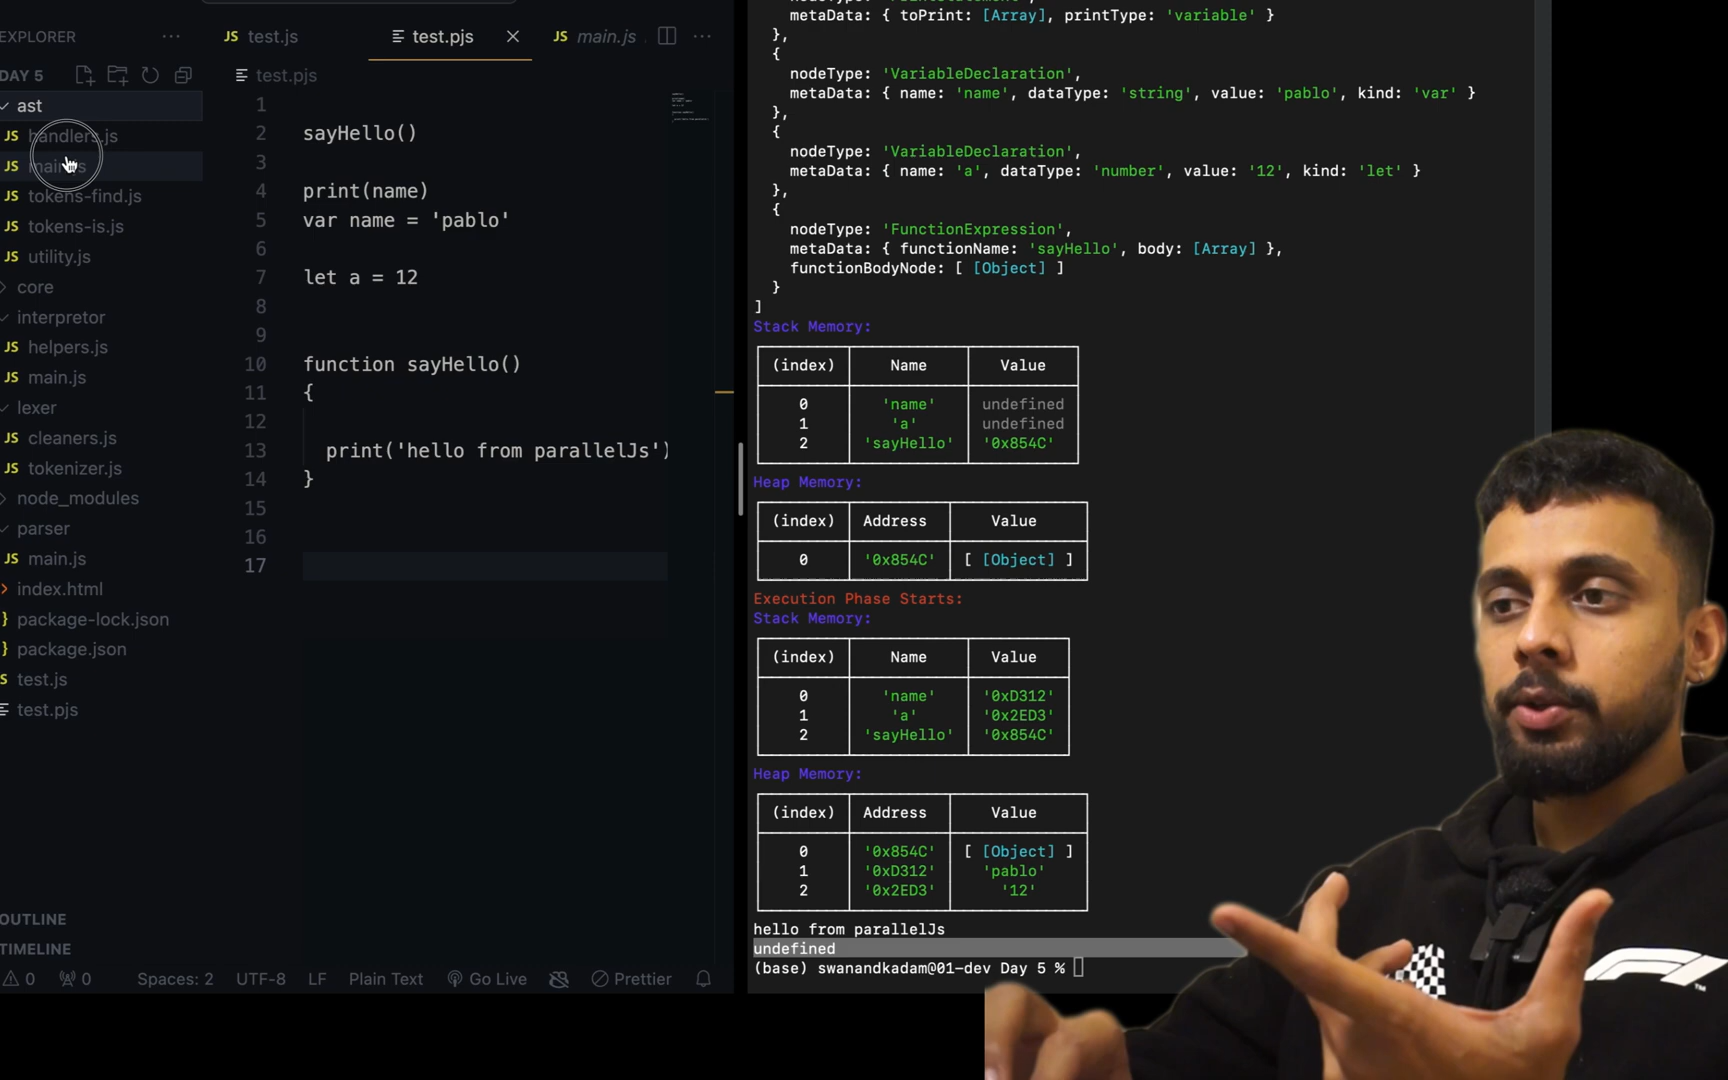 EXPLORER
DAY 5
ast
handlers.js
tokens-find.js
tokens-is.js
utility.js
core
interpretor
helpers.js
main.js
lexer
cleaners.js
tokenizer.js
node_modules
parser
main.js
index.html
package-lock.json
package.json
test.js
test.pjs
OUTLINE
TIMELINE
JS test.js
test.pjs
JS main.js
test.pjs
1
2 sayHello()
3
4 print(name)
5 var name = 'pablo'
6
7 let a = 12
8
9
10 function sayHello()
11 {
12
13 print('hello from parallelJs')
14 }
15
16
17
0 0 Spaces: 2 UTF-8 LF Plain Text Go Live Prettier
metaData: { toPrint: [Array], printType: 'variable' }
},
{
nodeType: 'VariableDeclaration',
metaData: { name: 'name', dataType: 'string', value: 'pablo', kind: 'var' }
},
{
nodeType: 'VariableDeclaration',
metaData: { name: 'a', dataType: 'number', value: '12', kind: 'let' }
},
{
nodeType: 'FunctionExpression',
metaData: { functionName: 'sayHello', body: [Array] },
functionBodyNode: [ [Object] ]
}
]
Stack Memory:
(index) Name Value
0 'name' undefined
1 'a' undefined
2 'sayHello' '0x854C'
Heap Memory:
(index) Address Value
0 '0x854C' [ [Object] ]
Execution Phase Starts:
Stack Memory:
(index) Name Value
0 'name' '0xD312'
1 'a' '0x2ED3'
2 'sayHello' '0x854C'
Heap Memory:
(index) Address Value
0 '0x854C' [ [Object] ]
1 '0xD312' 'pablo'
2 '0x2ED3' '12'
hello from parallelJs
undefined
(base) swanandkadam@01-dev Day 5 %